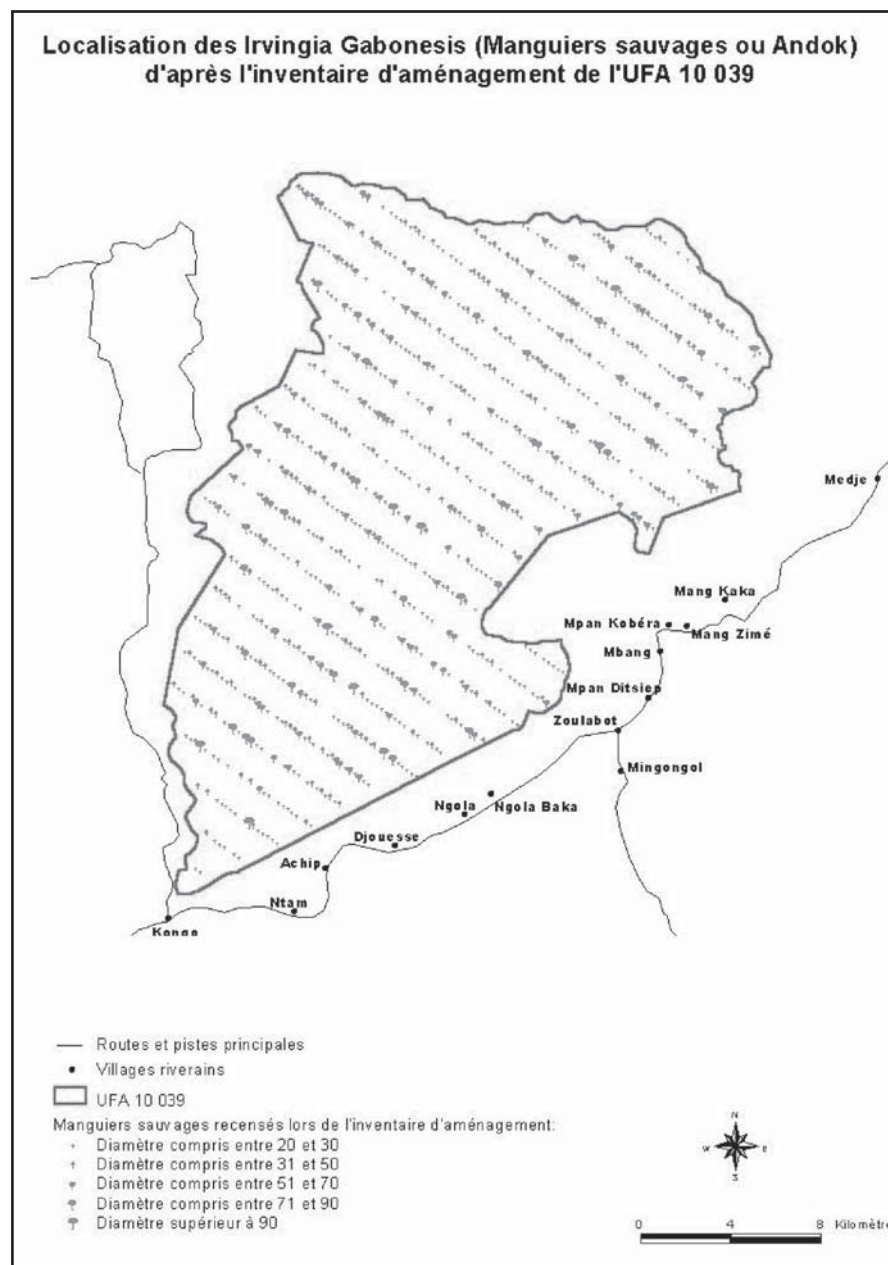 Localisation des Irvingia Gabonesis (Manguiers sauvages ou Andok)
d'après l'inventaire d'aménagement de l'UFA 10 039
Medje
Mang Kaka
Mpan Kobéra
Mang Zimé
Mbang
Mpan Ditsiep
Zoulabot
Mingongol
Ngola
Ngola Baka
Djouesse
Achip
Ntam
Routes et pistes principales
Villages riverains
UFA 10 039
Manguiers sauvages recensés lors de l'inventaire d'aménagement:
Diamètre compris entre 20 et 30
Diamètre compris entre 31 et 50
Diamètre compris entre 51 et 70
Diamètre compris entre 71 et 90
Diamètre supérieur à 90
N
W E
S
0 4 8 Kilomètre